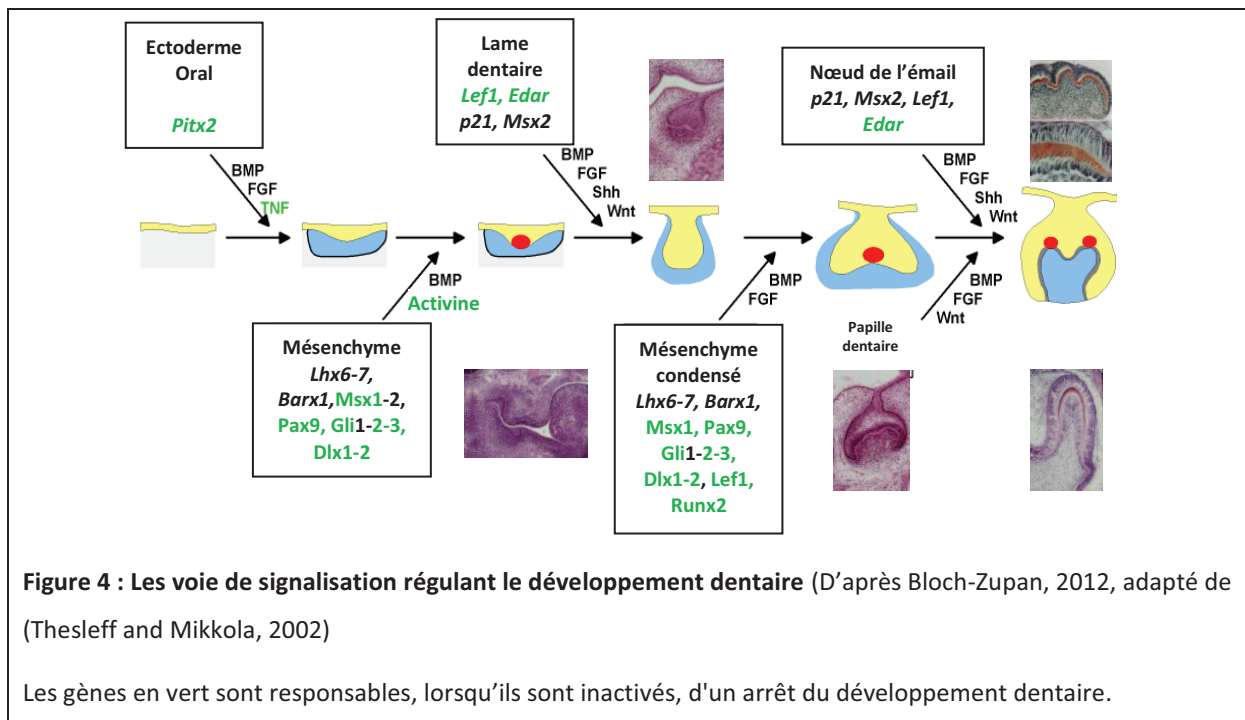 Ectoderme
Oral
Pitx2
BMP
FGF
TNF
Lame
dentaire
Lef1, Edar
p21, Msx2
BMP
FGF
Shh
Wnt
Nœud de l'émail
p21, Msx2, Lef1,
Edar
BMP
FGF
Shh
Wnt
BMP
Activine
Mésenchyme
Lhx6-7,
Barx1,Msx1-2,
Pax9, Gli1-2-3,
Dlx1-2
BMP
FGF
Mésenchyme
condensé
Lhx6-7, Barx1,
Msx1, Pax9,
Gli1-2-3,
Dlx1-2, Lef1,
Runx2
Papille
dentaire
BMP
FGF
Wnt
Figure 4 : Les voie de signalisation régulant le développement dentaire (D'après Bloch-Zupan, 2012, adapté de
(Thesleff and Mikkola, 2002)
Les gènes en vert sont responsables, lorsqu'ils sont inactivés, d'un arrêt du développement dentaire.